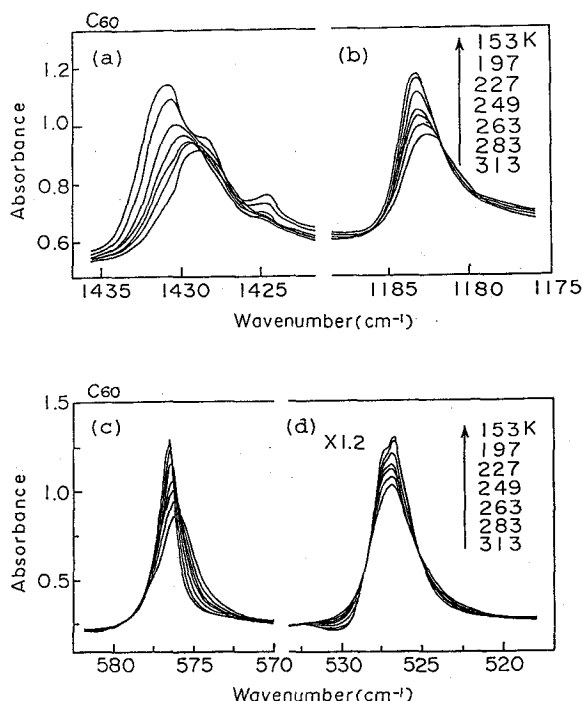 C60
(a)
(b)
153K
197
227
249
263
283
313
1.2
1.0
0.8
0.6
Absorbance
1435
1430
1425
1185
1180
1175
Wavenumber(cm⁻¹)
C60
(c)
(d)
X1.2
153K
197
227
249
263
283
313
1.5
1.0
0.5
Absorbance
580
575
570
530
525
520
Wavenumber(cm⁻¹)